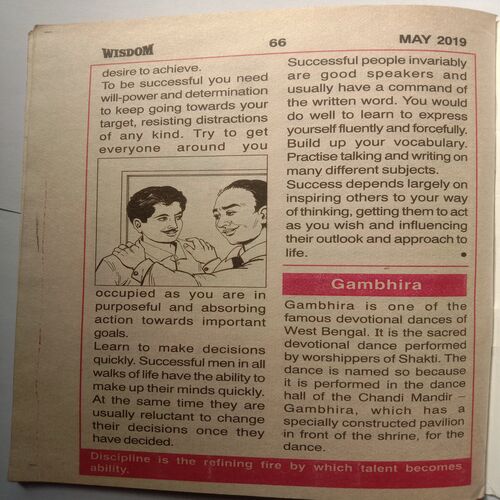 WISDOM
66
MAY 2019
desire to achieve.
To be successful you need
will-power and determination
to keep going towards your
target, resisting distractions
of any kind. Try to get
everyone around you
occupied as you are in
purposeful and absorbing
action towards important
goals.
Learn to make decisions
quickly. Successful men in all
walks of life have the ability to
make up their minds quickly.
At the same time they are
usually reluctant to change
their decisions once they
have decided.
Successful people invariably
are good speakers and
usually have a command of
the written word. You would
do well to learn to express
yourself fluently and forcefully.
Build up your vocabulary.
Practise talking and writing on
many different subjects.
Success depends largely on
inspiring others to your way
of thinking, getting them to act
as you wish and influencing
their outlook and approach to
life. •
Gambhira
Gambhira is one of the
famous devotional dances of
West Bengal. It is the sacred
devotional dance performed
by worshippers of Shakti. The
dance is named so because
it is performed in the dance
hall of the Chandi Mandir –
Gambhira, which has a
specially constructed pavilion
in front of the shrine, for the
dance.
Discipline is the refining fire by which talent becomes
ability.